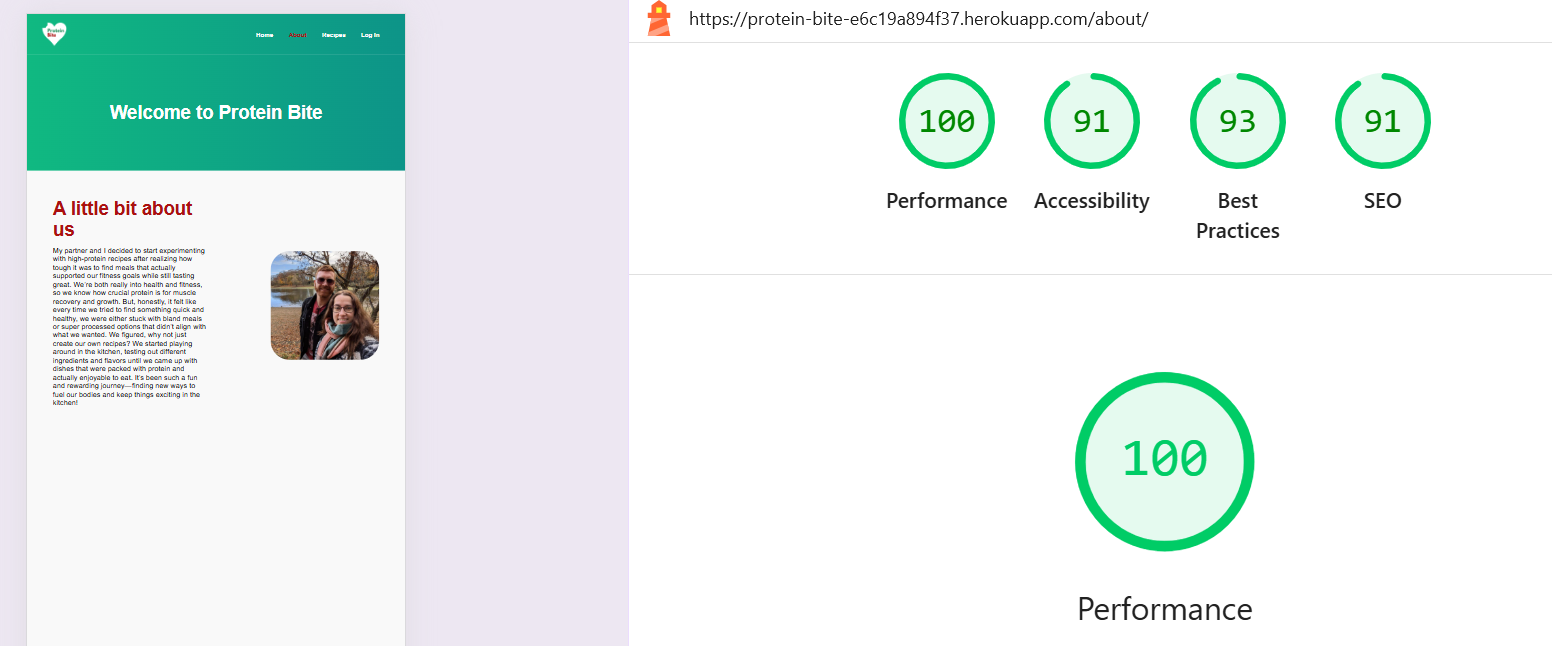 Protein
Bite
Home
About
Recipes
Log In
Welcome to Protein Bite
A little bit about
us
My partner and I decided to start experimenting
with high-protein recipes after realizing how
tough it was to find meals that actually
supported our fitness goals while still tasting
great. We're both really into health and fitness,
so we know how crucial protein is for muscle
recovery and growth. But, honestly, it felt like
every time we tried to find something quick and
healthy, we were either stuck with bland meals
or super processed options that didn't align with
what we wanted. We figured, why not just
create our own recipes? We started playing
around in the kitchen, testing out different
ingredients and flavors until we came up with
dishes that were packed with protein and
actually enjoyable to eat. It's been such a fun
and rewarding journey—finding new ways to
fuel our bodies and keep things exciting in the
kitchen!
https://protein-bite-e6c19a894f37.herokuapp.com/about/
100
91
93
91
Performance
Accessibility
Best
Practices
SEO
100
Performance